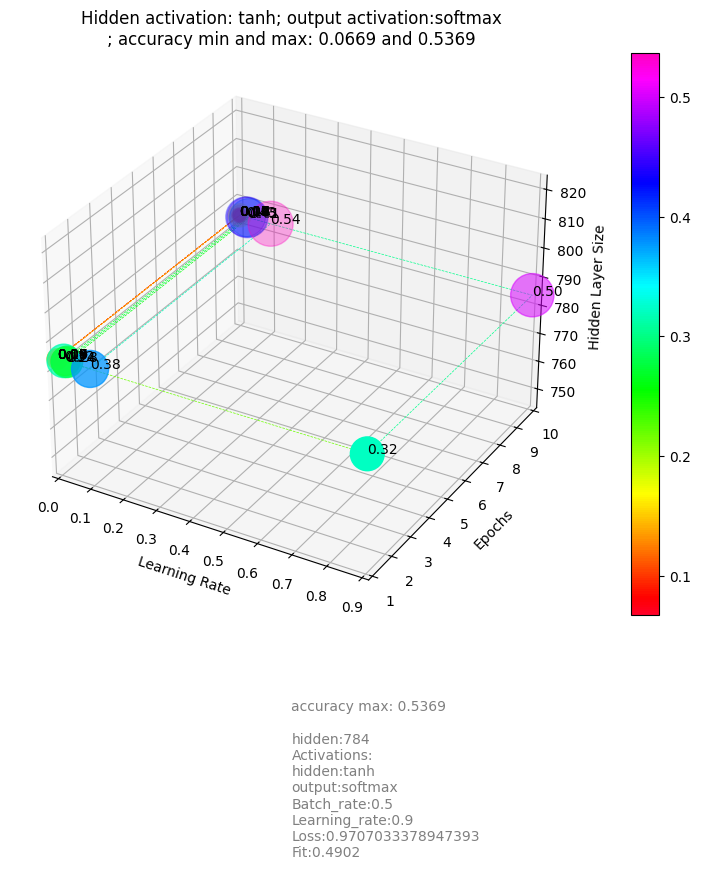 Hidden activation: tanh; output activation:softmax
; accuracy min and max: 0.0669 and 0.5369
0.5
0.4
0.3
0.2
0.1
820
810
800
790
780
770
760
750
Hidden Layer Size
0.54
0.50
0.38
0.32
10
9
8
7
6
5
4
3
2
1
Epochs
0.0
0.1
0.2
0.3
0.4
0.5
0.6
0.7
0.8
0.9
Learning Rate
accuracy max: 0.5369
hidden:784
Activations:
hidden:tanh
output:softmax
Batch_rate:0.5
Learning_rate:0.9
Loss:0.9707033378947393
Fit:0.4902